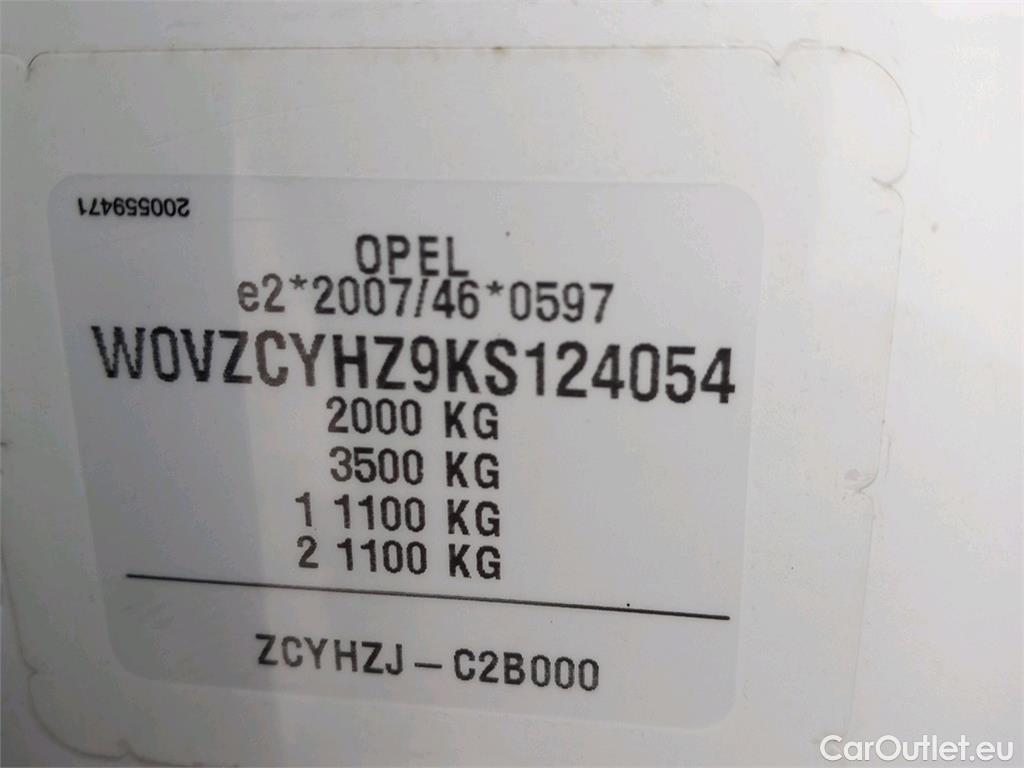 200559471
OPEL
e2*2007/46*0597
W0VZCYHZ9KS124054
2000 KG
3500 KG
1 1100 KG
2 1100 KG
ZCYHZJ – C2B000
CarOutlet.eu